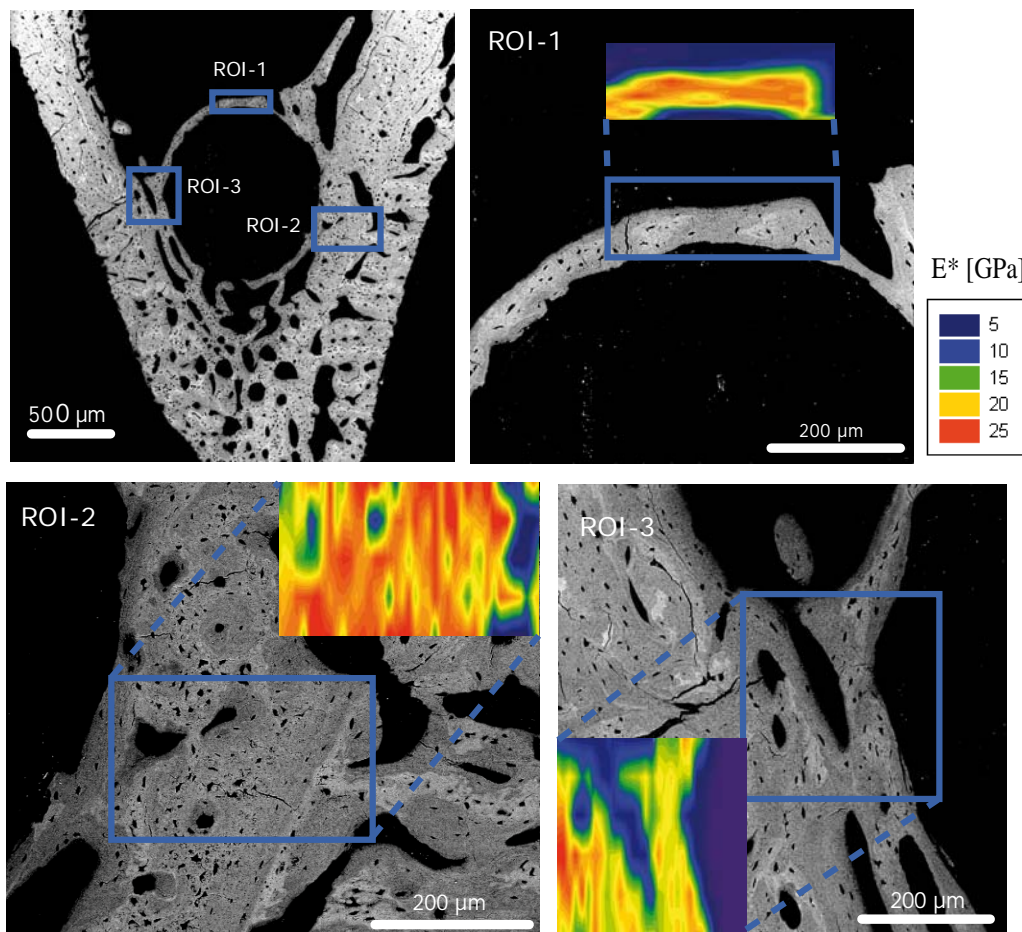 ROI-1
ROI-3
ROI-2
500 µm
ROI-1
200 µm
E* [GPa]
5
10
15
20
25
ROI-2
200 µm
ROI-3
200 µm